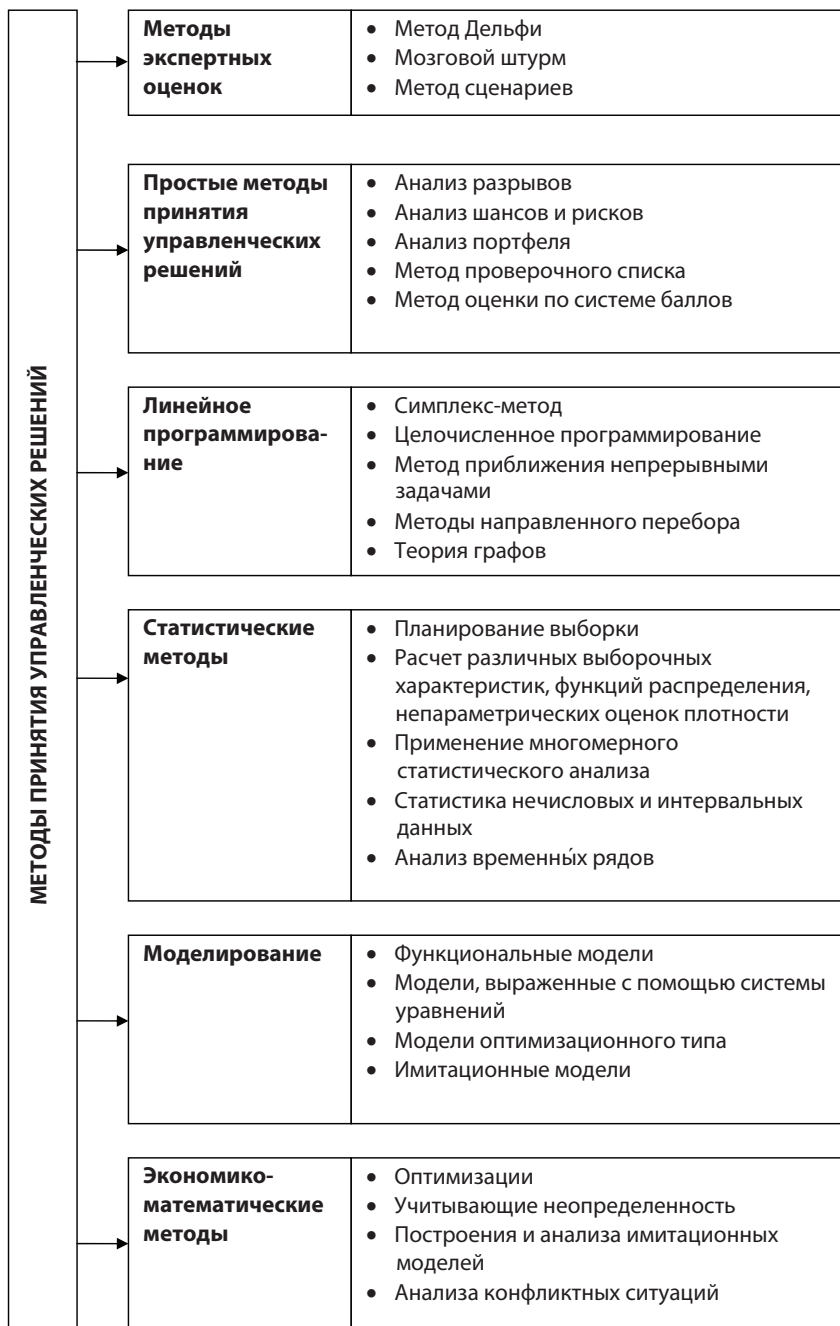 МЕТОДЫ ПРИНЯТИЯ УПРАВЛЕНЧЕСКИХ РЕШЕНИЙ
Методы
экспертных
оценок
• Метод Дельфи
• Мозговой штурм
• Метод сценариев
Простые методы
принятия
управленческих
решений
• Анализ разрывов
• Анализ шансов и рисков
• Анализ портфеля
• Метод проверочного списка
• Метод оценки по системе баллов
Линейное
программирова-
ние
• Симплекс-метод
• Целочисленное программирование
• Метод приближения непрерывными
задачами
• Методы направленного перебора
• Теория графов
Статистические
методы
• Планирование выборки
• Расчет различных выборочных
характеристик, функций распределения,
непараметрических оценок плотности
• Применение многомерного
статистического анализа
• Статистика нечисловых и интервальных
данных
• Анализ временны́х рядов
Моделирование
• Функциональные модели
• Модели, выраженные с помощью системы
уравнений
• Модели оптимизационного типа
• Имитационные модели
Экономико-
математические
методы
• Оптимизации
• Учитывающие неопределенность
• Построения и анализа имитационных
моделей
• Анализа конфликтных ситуаций